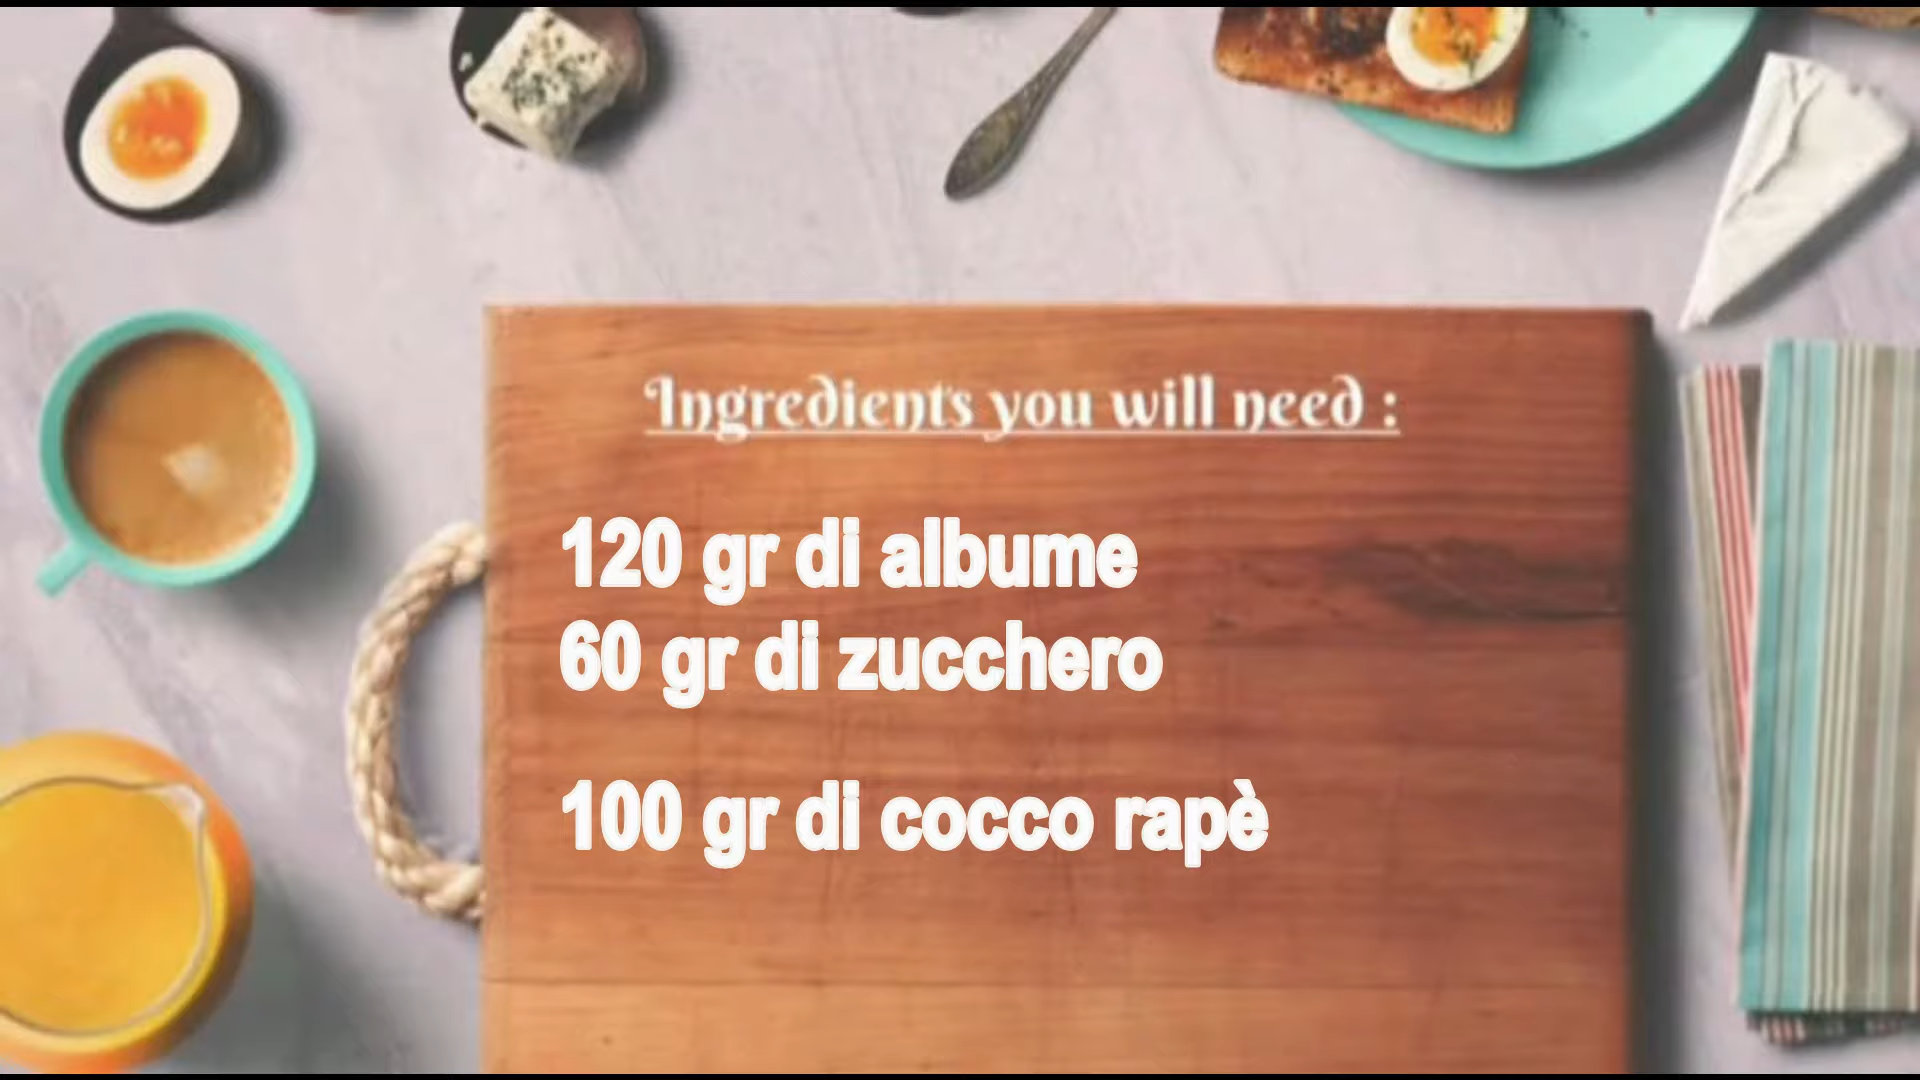 Ingredients you will need :
120 gr di albume
60 gr di zucchero
100 gr di cocco rapè